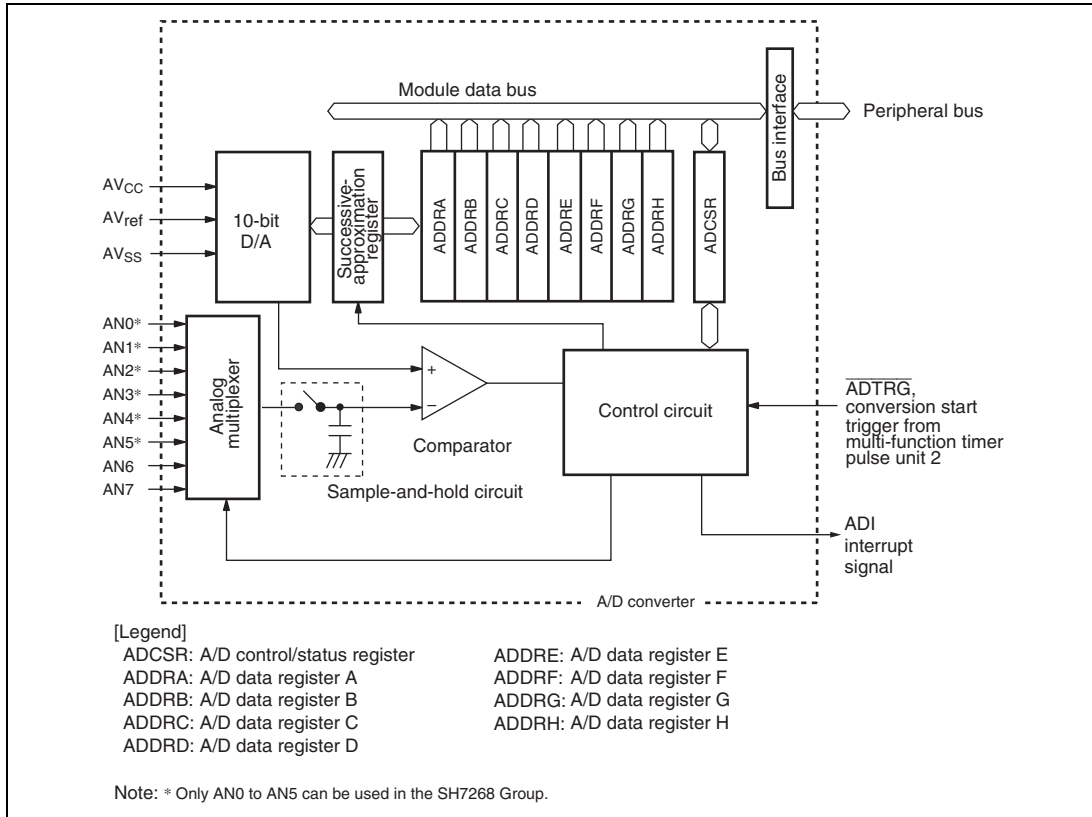 Module data bus
Bus interface
Peripheral bus
AVCC
AVref
AVSS
10-bit
D/A
Successive-
approximation
register
ADDRA
ADDRB
ADDRC
ADDRD
ADDRE
ADDRF
ADDRG
ADDRH
ADCSR
AN0*
AN1*
AN2*
AN3*
AN4*
AN5*
AN6
AN7
Analog
multiplexer
+
−
Comparator
Sample-and-hold circuit
Control circuit
ADTRG,
conversion start
trigger from
multi-function timer
pulse unit 2
ADI
interrupt
signal
A/D converter
[Legend]
ADCSR: A/D control/status register
ADDRA: A/D data register A
ADDRB: A/D data register B
ADDRC: A/D data register C
ADDRD: A/D data register D
ADDRE: A/D data register E
ADDRF: A/D data register F
ADDRG: A/D data register G
ADDRH: A/D data register H
Note: * Only AN0 to AN5 can be used in the SH7268 Group.